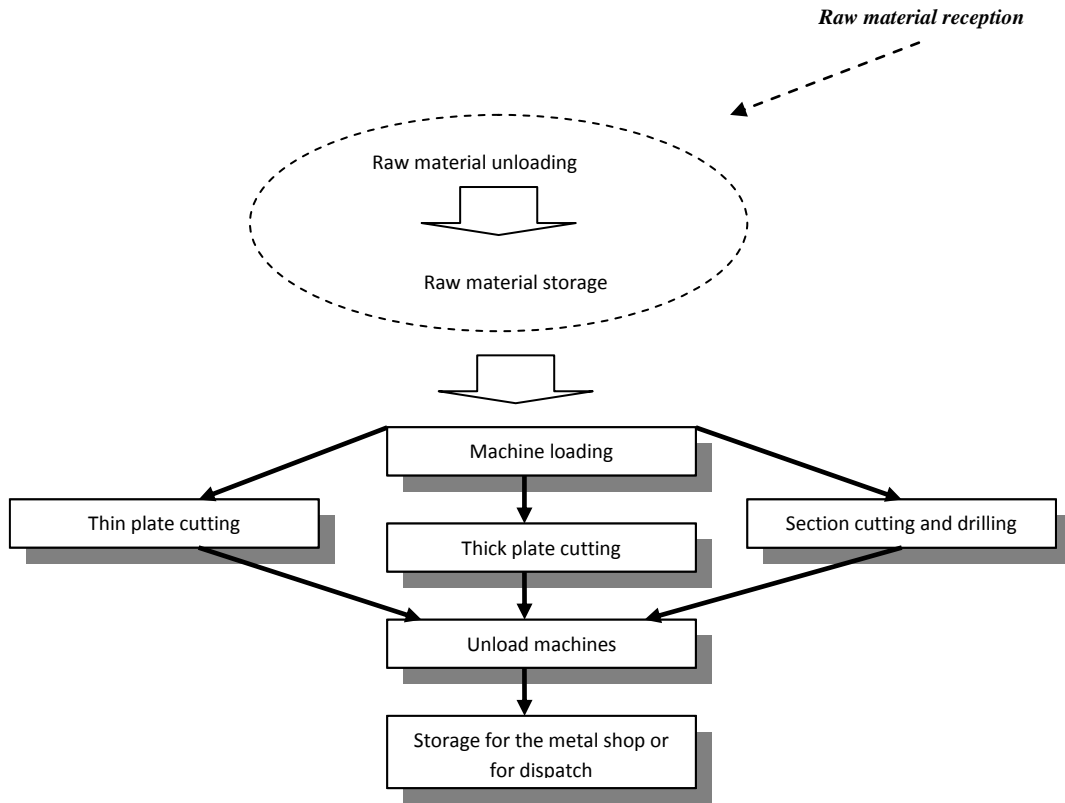 Raw material reception
Raw material unloading
Raw material storage
Machine loading
Thin plate cutting
Section cutting and drilling
Thick plate cutting
Unload machines
Storage for the metal shop or
for dispatch